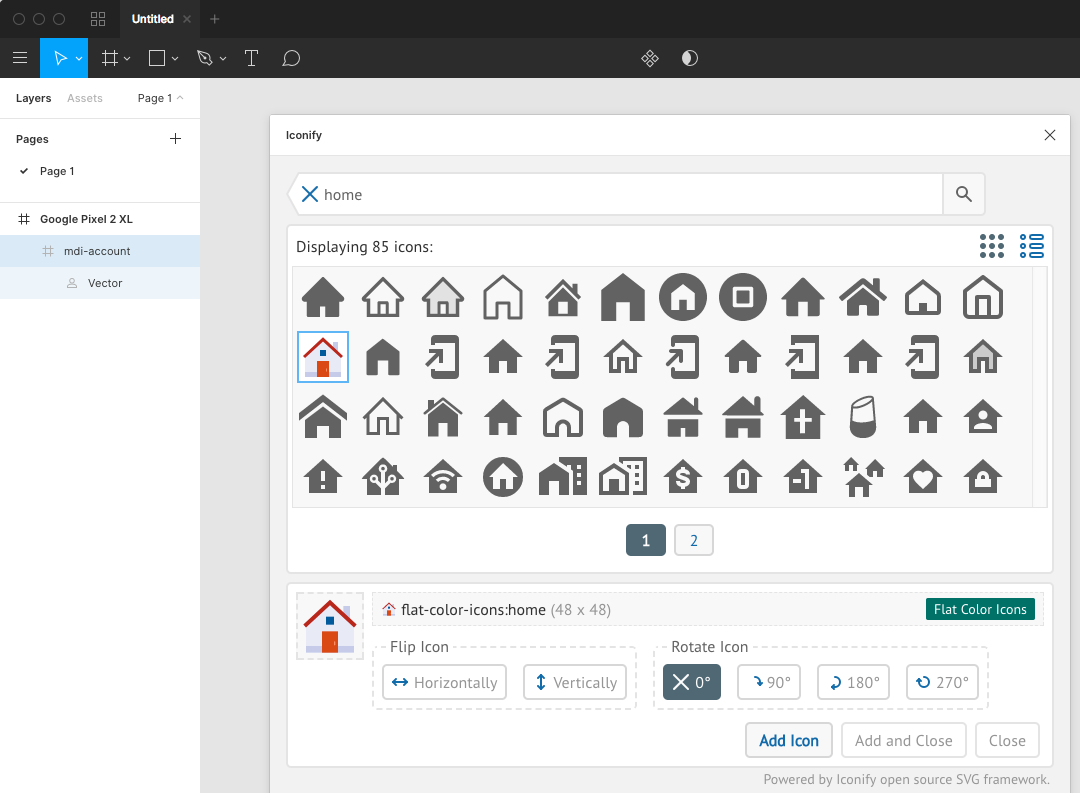 Untitled
Layers Assets Page 1
Pages
Page 1
Google Pixel 2 XL
mdi-account
Vector
Iconify
home
Displaying 85 icons:
1 2
flat-color-icons:home (48 x 48) Flat Color Icons
Flip Icon Rotate Icon
Horizontally Vertically 0° 90° 180° 270°
Add Icon Add and Close Close
Powered by Iconify open source SVG framework.